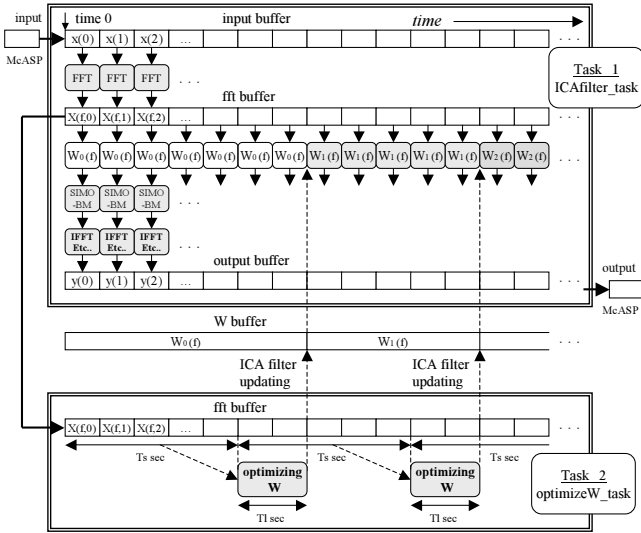 input
time 0
input buffer
time
McASP
x(0) x(1) x(2) ...
. . .
FFT FFT FFT . . .
Task_1
ICAfilter_task
fft buffer
X(f,0) X(f,1) X(f,2) ...
. . .
W0(f) W0(f) W0(f) W0(f) W0(f) W0(f) W0(f) W1(f) W1(f) W1(f) W1(f) W1(f) W2(f) W2(f) . . .
SIMO SIMO SIMO
-BM -BM -BM . . .
IFFT IFFT IFFT
Etc.. Etc.. Etc.. . . .
output buffer
y(0) y(1) y(2) ...
. . .
output
McASP
W buffer
W0(f) W1(f) . . .
ICA filter
updating
ICA filter
updating
fft buffer
X(f,0) X(f,1) X(f,2) ...
. . .
Ts sec Ts sec Ts sec
optimizing
W
optimizing
W
Tl sec Tl sec
Task_2
optimizeW_task